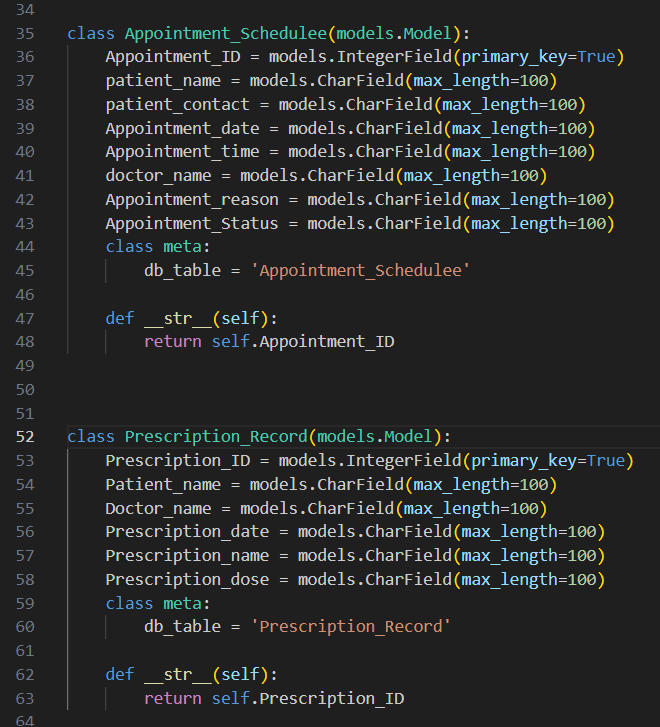 34
35 class Appointment_Schedulee(models.Model):
36     Appointment_ID = models.IntegerField(primary_key=True)
37     patient_name = models.CharField(max_length=100)
38     patient_contact = models.CharField(max_length=100)
39     Appointment_date = models.CharField(max_length=100)
40     Appointment_time = models.CharField(max_length=100)
41     doctor_name = models.CharField(max_length=100)
42     Appointment_reason = models.CharField(max_length=100)
43     Appointment_Status = models.CharField(max_length=100)
44     class meta:
45         db_table = 'Appointment_Schedulee'
46
47     def __str__(self):
48         return self.Appointment_ID
49
50
51
52 class Prescription_Record(models.Model):
53     Prescription_ID = models.IntegerField(primary_key=True)
54     Patient_name = models.CharField(max_length=100)
55     Doctor_name = models.CharField(max_length=100)
56     Prescription_date = models.CharField(max_length=100)
57     Prescription_name = models.CharField(max_length=100)
58     Prescription_dose = models.CharField(max_length=100)
59     class meta:
60         db_table = 'Prescription_Record'
61
62     def __str__(self):
63         return self.Prescription_ID
64